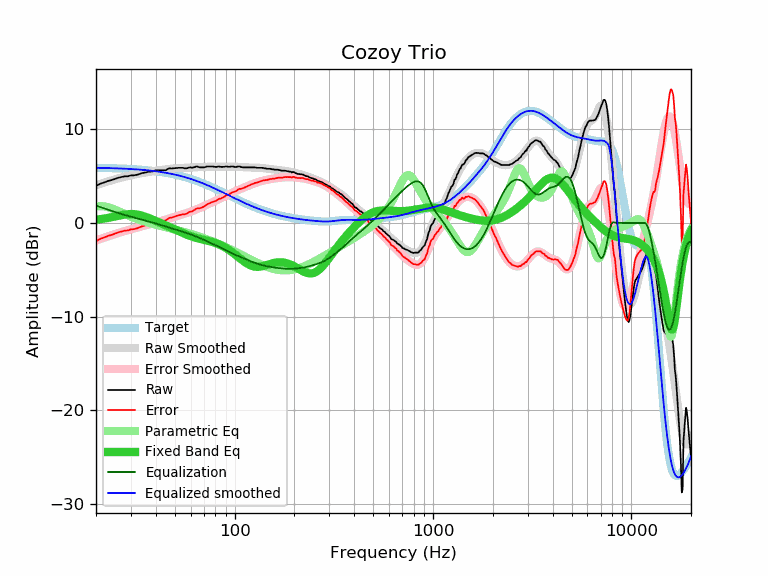 Cozoy Trio
Amplitude (dBr)
10
0
−10
−20
−30
Target
Raw Smoothed
Error Smoothed
Raw
Error
Parametric Eq
Fixed Band Eq
Equalization
Equalized smoothed
100
1000
10000
Frequency (Hz)